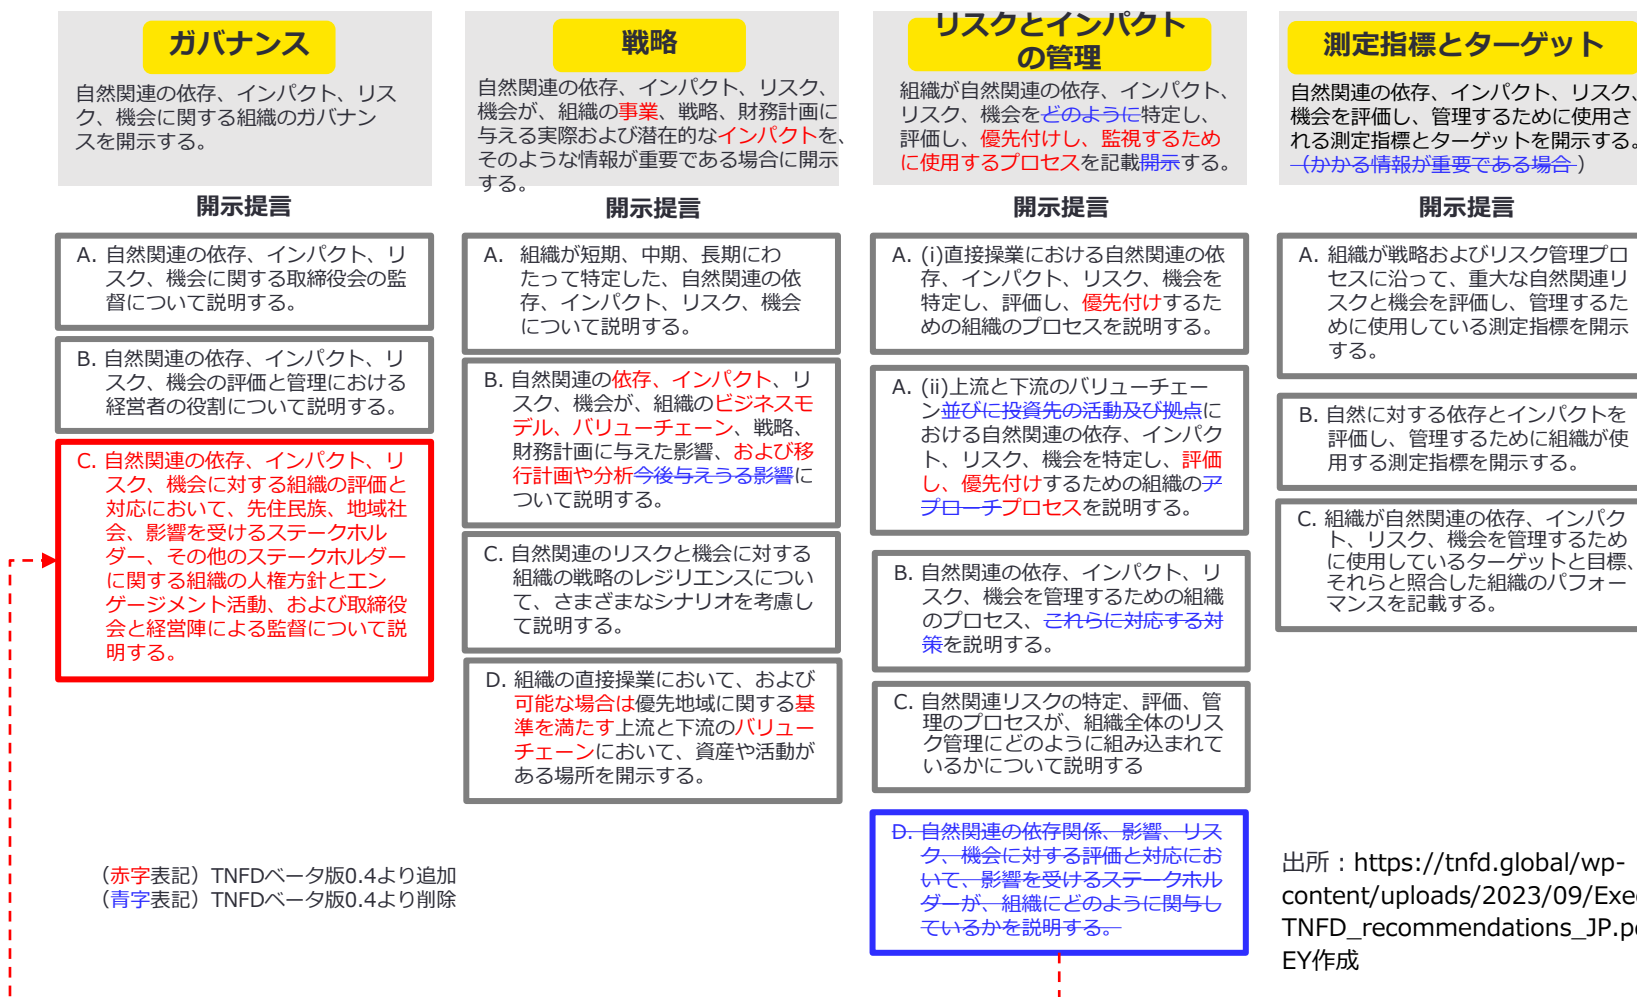 ガバナンス
自然関連の依存、インパクト、リス
ク、機会に関する組織のガバナン
スを開示する。
開示提言
A. 自然関連の依存、インパクト、リ
スク、機会に関する取締役会の監
督について説明する。
B. 自然関連の依存、インパクト、リ
スク、機会の評価と管理における
経営者の役割について説明する。
C. 自然関連の依存、インパクト、リ
スク、機会に対する組織の評価と
対応において、先住民族、地域社
会、影響を受けるステークホル
ダー、その他のステークホルダー
に関する組織の人権方針とエン
ゲージメント活動、および取締役
会と経営陣による監督について説
明する。
戦略
自然関連の依存、インパクト、リスク、
機会が、組織の事業、戦略、財務計画に
与える実際および潜在的なインパクトを、
そのような情報が重要である場合に開示
する。
開示提言
A. 組織が短期、中期、長期にわ
たって特定した、自然関連の依
存、インパクト、リスク、機会
について説明する。
B. 自然関連の依存、インパクト、リ
スク、機会が、組織のビジネスモ
デル、バリューチェーン、戦略、
財務計画に与えた影響、および移
行計画や分析今後与えうる影響に
ついて説明する。
C. 自然関連のリスクと機会に対する
組織の戦略のレジリエンスについ
て、さまざまなシナリオを考慮し
て説明する。
D. 組織の直接操業において、および
可能な場合は優先地域に関する基
準を満たす上流と下流のバリュー
チェーンにおいて、資産や活動が
ある場所を開示する。
リスクとインパクト
の管理
組織が自然関連の依存、インパクト、
リスク、機会をどのように特定し、
評価し、優先付けし、監視するため
に使用するプロセスを記載開示する。
開示提言
A. (i)直接操業における自然関連の依
存、インパクト、リスク、機会を
特定し、評価し、優先付けするた
めの組織のプロセスを説明する。
A. (ii)上流と下流のバリューチェー
ン並びに投資先の活動及び拠点に
おける自然関連の依存、インパク
ト、リスク、機会を特定し、評価
し、優先付けするための組織のア
プローチプロセスを説明する。
B. 自然関連の依存、インパクト、リ
スク、機会を管理するための組織
のプロセス、これらに対応する対
策を説明する。
C. 自然関連リスクの特定、評価、管
理のプロセスが、組織全体のリス
ク管理にどのように組み込まれて
いるかについて説明する
D. 自然関連の依存関係、影響、リス
ク、機会に対する評価と対応にお
いて、影響を受けるステークホル
ダーが、組織にどのように関与し
ているかを説明する。
測定指標とターゲット
自然関連の依存、インパクト、リスク、
機会を評価し、管理するために使用さ
れる測定指標とターゲットを開示する。
（かかる情報が重要である場合）
開示提言
A. 組織が戦略およびリスク管理プロ
セスに沿って、重大な自然関連リ
スクと機会を評価し、管理するた
めに使用している測定指標を開示
する。
B. 自然に対する依存とインパクトを
評価し、管理するために組織が使
用する測定指標を開示する。
C. 組織が自然関連の依存、インパク
ト、リスク、機会を管理するため
に使用しているターゲットと目標、
それらと照合した組織のパフォー
マンスを記載する。
（赤字表記）TNFDベータ版0.4より追加
（青字表記）TNFDベータ版0.4より削除
出所：https://tnfd.global/wp-
content/uploads/2023/09/Exe
TNFD_recommendations_JP.p
EY作成